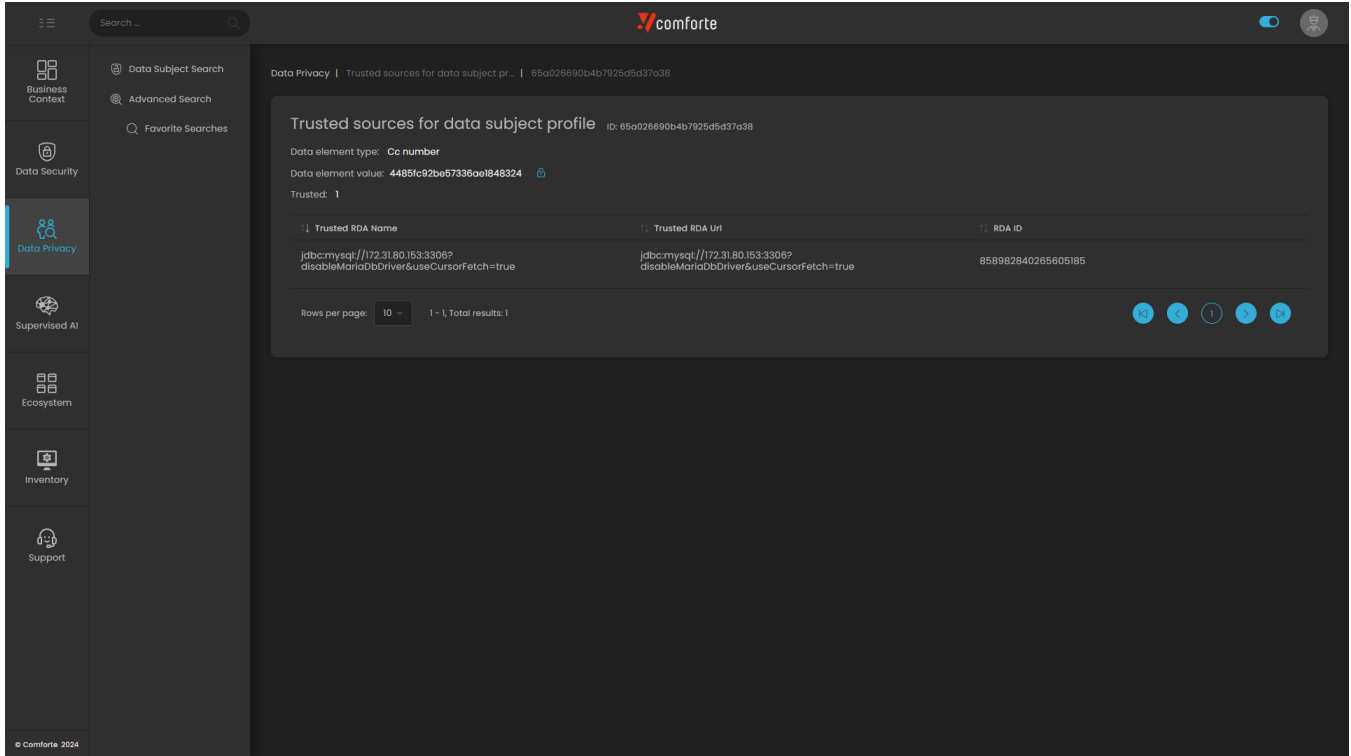 Search ...
comforte
Business
Context
Data Security
Data Privacy
Supervised AI
Ecosystem
Inventory
Support
© Comforte 2024
Data Subject Search
Advanced Search
Favorite Searches
Data Privacy | Trusted sources for data subject pr... | 65a026690b4b7925d5d37a38
Trusted sources for data subject profile ID: 65a026690b4b7925d5d37a38
Data element type: Cc number
Data element value: 4485fc92be57336ae1848324
Trusted: 1
Trusted RDA Name Trusted RDA Url RDA ID
jdbc:mysql://172.31.80.153:3306? jdbc:mysql://172.31.80.153:3306? 858982840265605185
disableMariaDbDriver&useCursorFetch=true disableMariaDbDriver&useCursorFetch=true
Rows per page: 10 1 - 1, Total results: 1 1